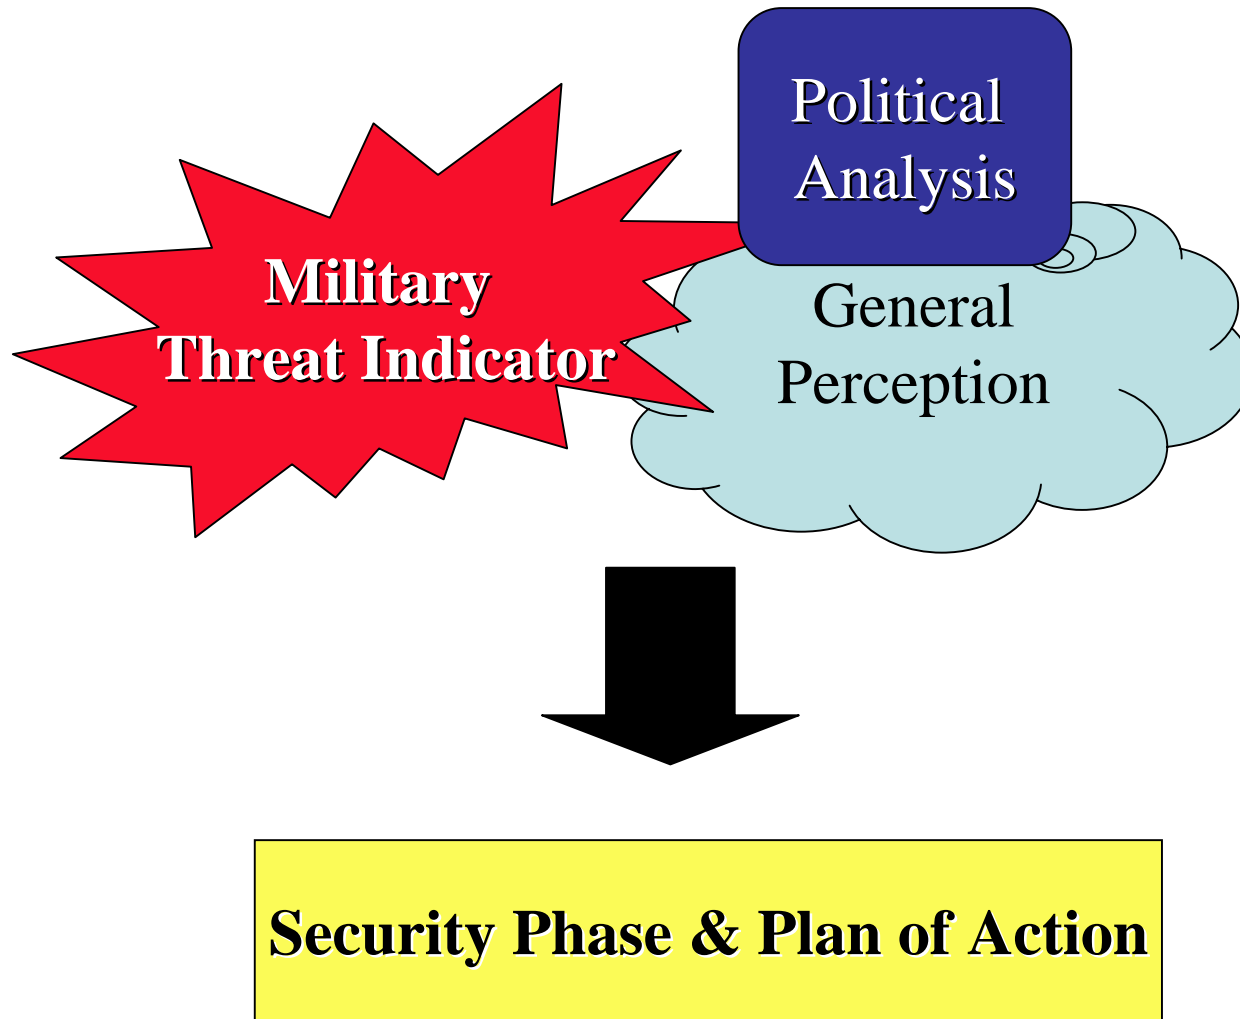 Political
Analysis
Military
Threat Indicator
General
Perception
Security Phase & Plan of Action